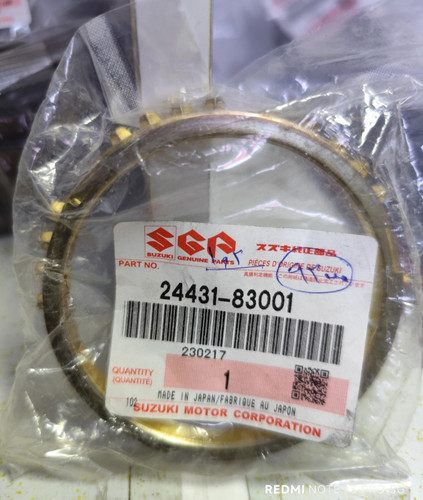 SGP スズキ純正部品
SUZUKI GENUINE PARTS PIÈCES D'ORIGINE DE SUZUKI
PART NO.
24431-83001
230217
QUANTITY
(QUANTITÉ)
1
MADE IN JAPAN/FABRIQUE AU JAPON
102
SUZUKI MOTOR CORPORATION
REDMI NOTE